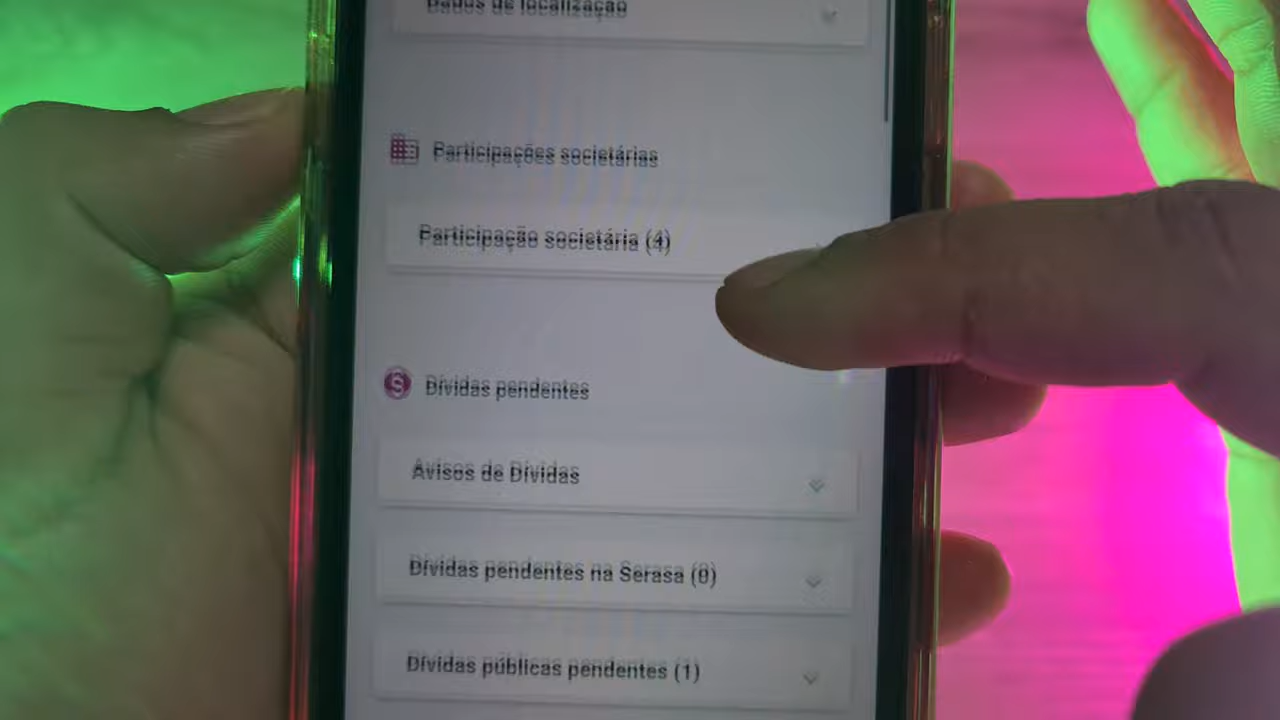 Dados de localização
Participações societárias
Participação societária (4)
Dívidas pendentes
Avisos de Dívidas
Dívidas pendentes na Serasa (0)
Dívidas públicas pendentes (1)